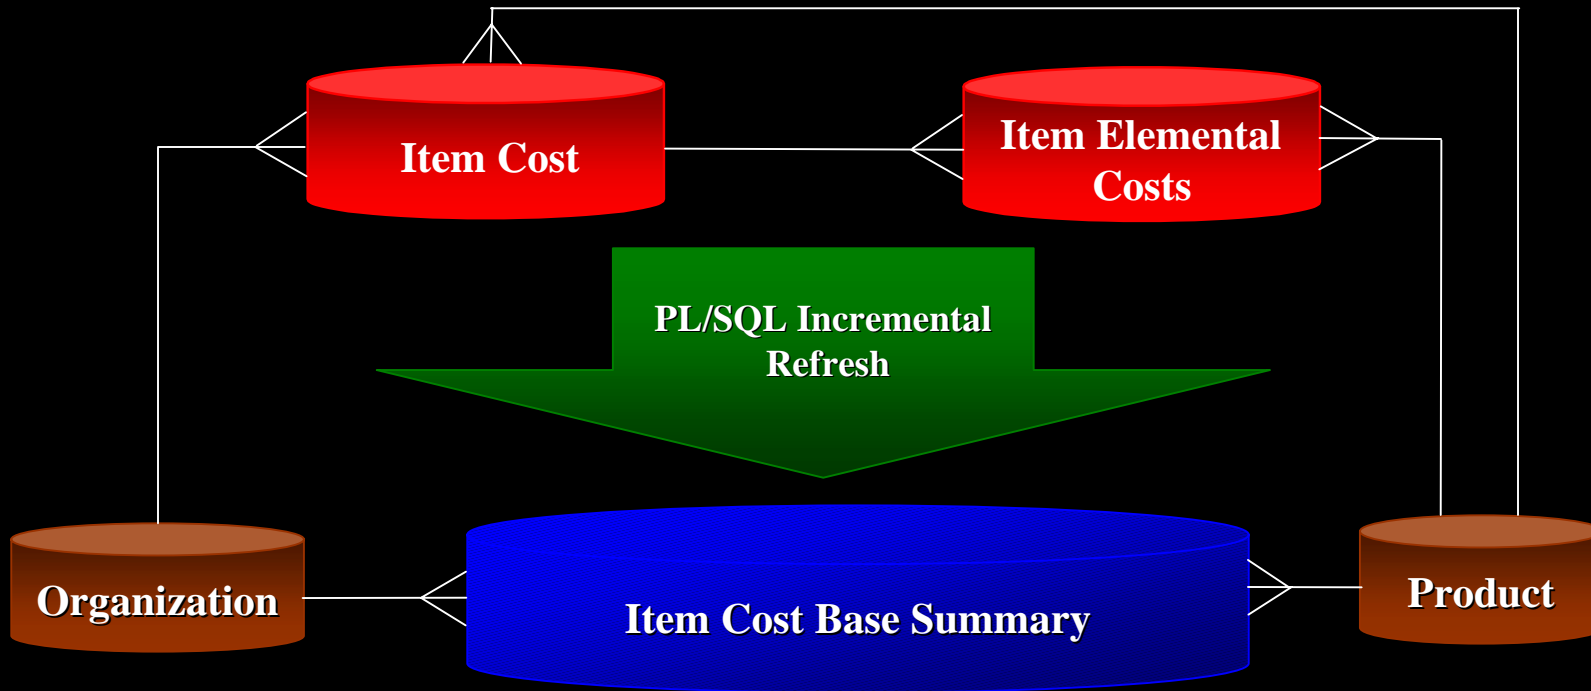 Item Cost
Item Elemental
Costs
PL/SQL Incremental
Refresh
Organization
Item Cost Base Summary
Product